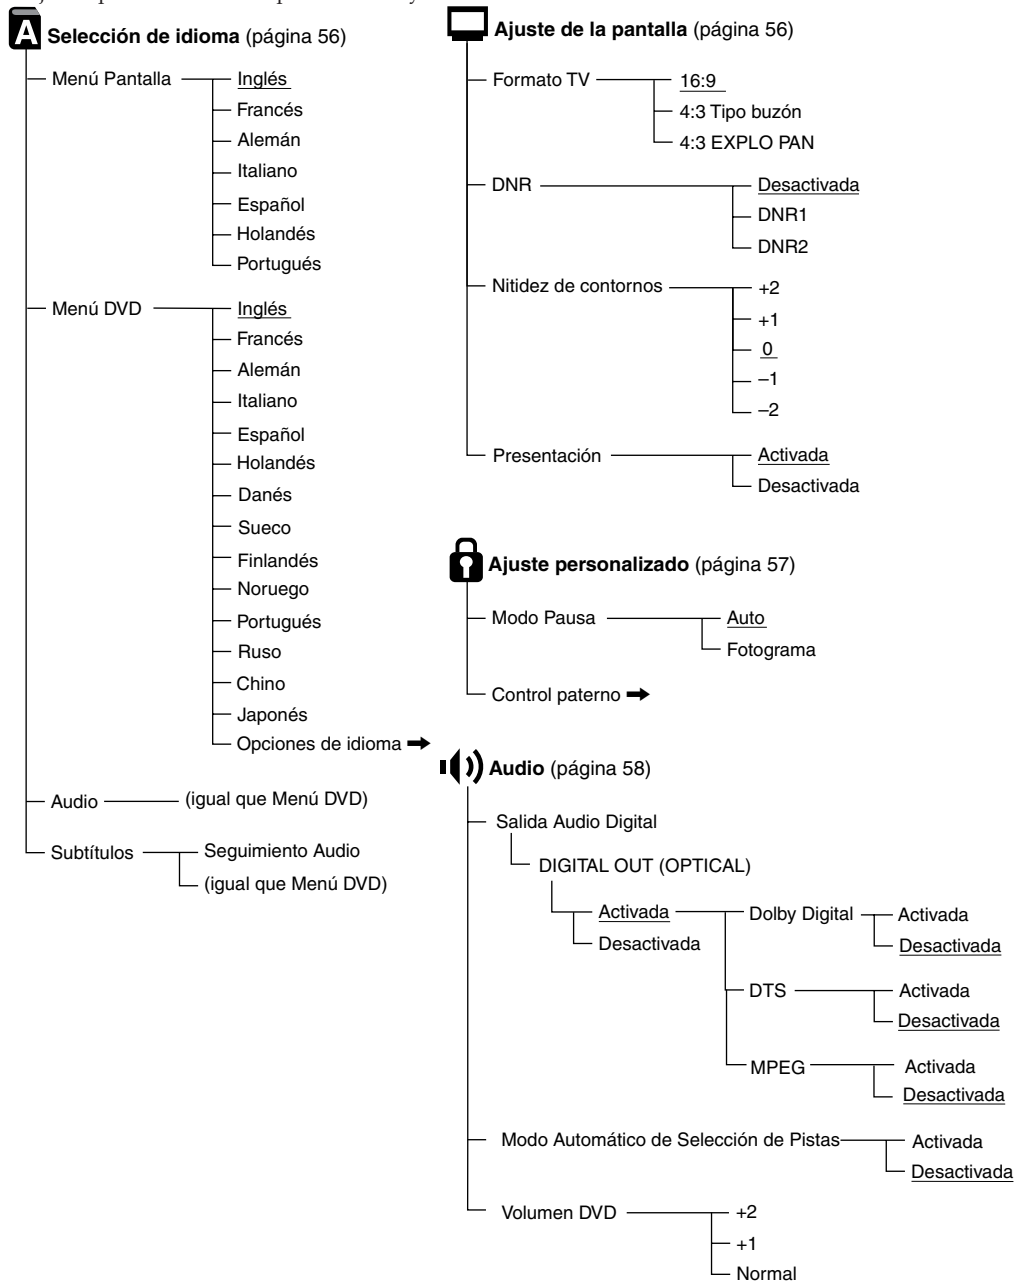 A Selección de idioma (página 56)
Menú Pantalla
Inglés
Francés
Alemán
Italiano
Español
Holandés
Portugués
Menú DVD
Inglés
Francés
Alemán
Italiano
Español
Holandés
Danés
Sueco
Finlandés
Noruego
Portugués
Ruso
Chino
Japonés
Opciones de idioma ➡
Audio
(igual que Menú DVD)
Subtítulos
Seguimiento Audio
(igual que Menú DVD)
Ajuste de la pantalla (página 56)
Formato TV
16:9
4:3 Tipo buzón
4:3 EXPLO PAN
DNR
Desactivada
DNR1
DNR2
Nitidez de contornos
+2
+1
0
–1
–2
Presentación
Activada
Desactivada
Ajuste personalizado (página 57)
Modo Pausa
Auto
Fotograma
Control paterno ➡
Audio (página 58)
Salida Audio Digital
DIGITAL OUT (OPTICAL)
Activada
Desactivada
Dolby Digital
Activada
Desactivada
DTS
Activada
Desactivada
MPEG
Activada
Desactivada
Modo Automático de Selección de Pistas
Activada
Desactivada
Volumen DVD
+2
+1
Normal